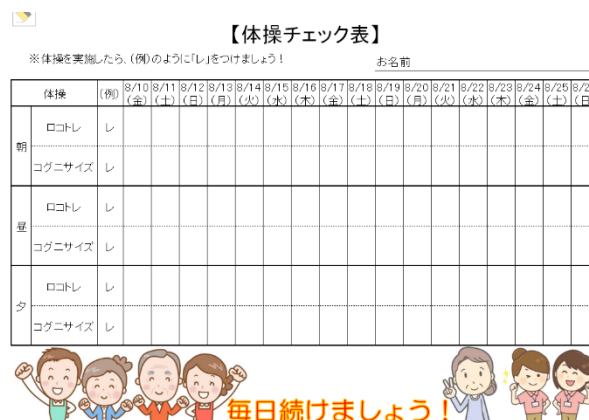 【体操チェック表】
※体操を実施したら、(例)のように「レ」をつけましょう!
お名前
体操 (例) 8/10 8/11 8/12 8/13 8/14 8/15 8/16 8/17 8/18 8/19 8/20 8/21 8/22 8/23 8/24 8/25
(金) (土) (日) (月) (火) (水) (木) (金) (土) (日) (月) (火) (水) (木) (金) (土)
朝
ロコトレ レ
コグニサイズ レ
昼
ロコトレ レ
コグニサイズ レ
夕
ロコトレ レ
コグニサイズ レ
毎日続けましょう!